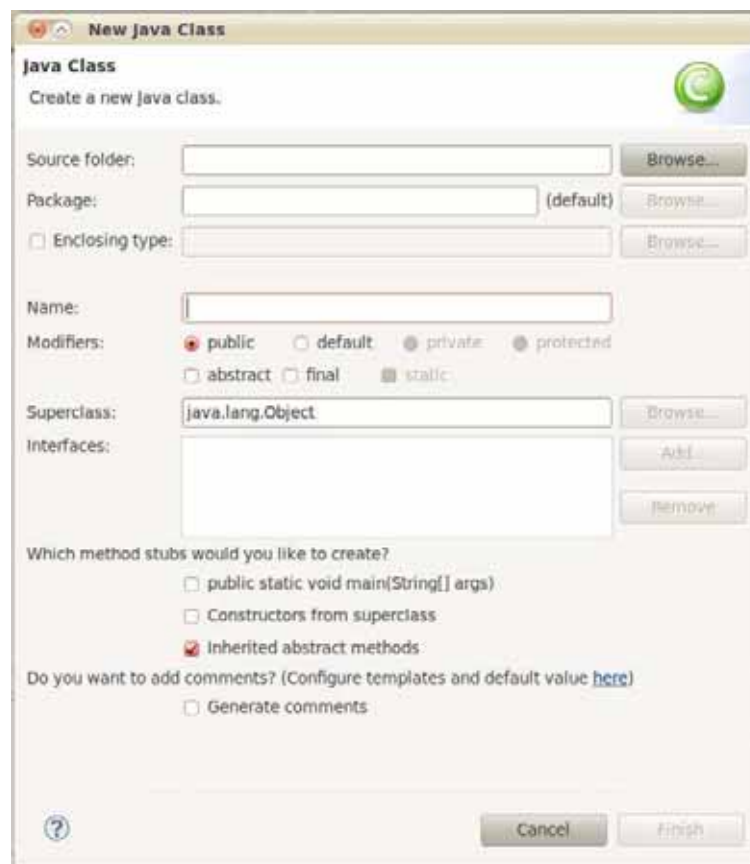 New Java Class
Java Class
Create a new Java class.
Source folder:
Browse...
Package:
(default)
Browse...
Enclosing type:
Browse...
Name:
Modifiers:
public default private protected
abstract final static
Superclass:
java.lang.Object
Browse...
Interfaces:
Add...
Remove
Which method stubs would you like to create?
public static void main(String[] args)
Constructors from superclass
Inherited abstract methods
Do you want to add comments? (Configure templates and default value here)
Generate comments
?
Cancel
Finish